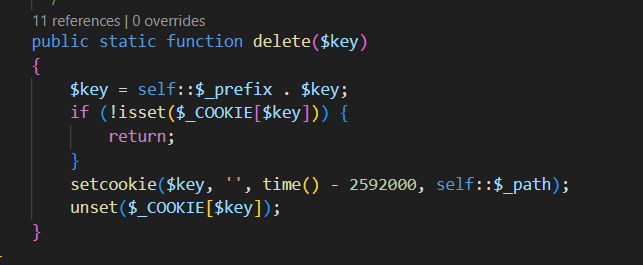 */
11 references | 0 overrides
public static function delete($key)
{
    $key = self::$_prefix . $key;
    if (!isset($_COOKIE[$key])) {
        return;
    }
    setcookie($key, '', time() - 2592000, self::$_path);
    unset($_COOKIE[$key]);
}